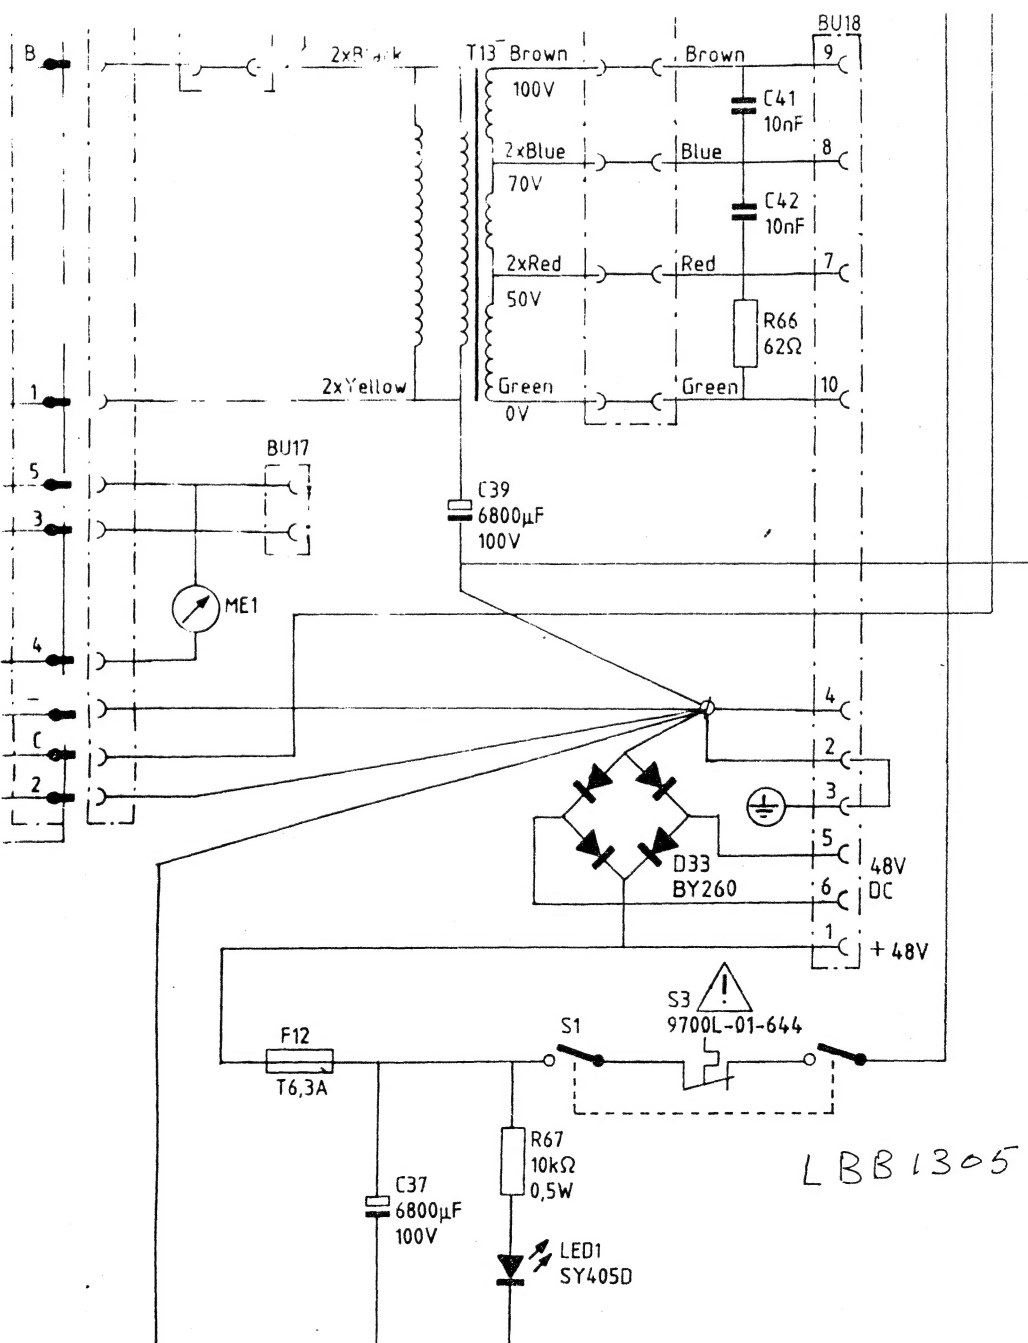 BU18
B
T13
Brown
Brown
9
100V
C41
10nF
2xBlue
Blue
8
70V
C42
10nF
2xRed
Red
7
50V
R66
62Ω
1
2xYellow
Green
Green
10
0V
BU17
5
3
C39
6800µF
100V
ME1
4
4
C
2
2
3
5
48V
DC
D33
BY260
6
1
+48V
S3
!
9700L-01-644
S1
F12
T6,3A
R67
10kΩ
0,5W
LBB1305
C37
6800µF
100V
LED1
SY405D